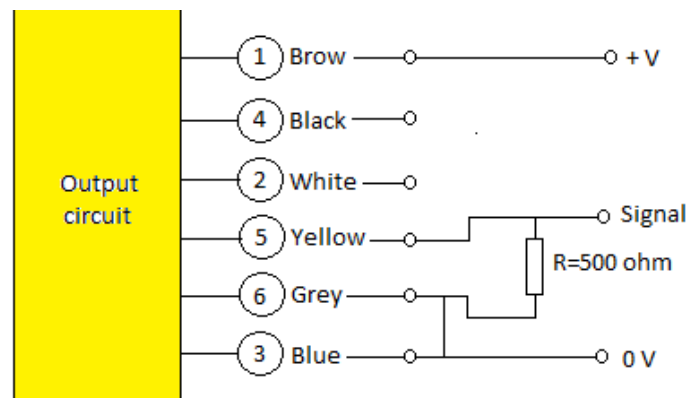 1 Brow + V
4 Black
2 White
Output
circuit
Signal
5 Yellow
R=500 ohm
6 Grey
3 Blue 0 V